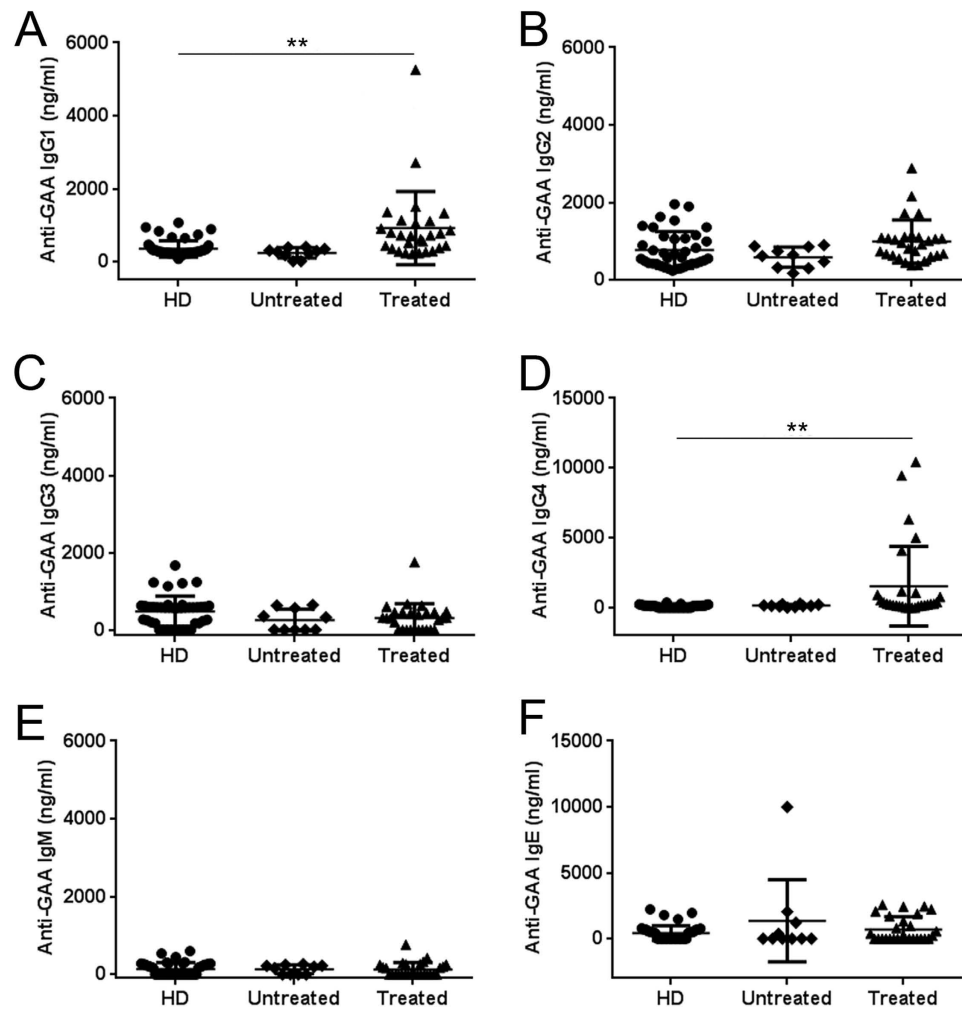 A
Anti-GAA IgG1 (ng/ml)
6000
4000
2000
0
**
HD Untreated Treated
B
Anti-GAA IgG2 (ng/ml)
6000
4000
2000
0
HD Untreated Treated
C
Anti-GAA IgG3 (ng/ml)
6000
4000
2000
0
HD Untreated Treated
D
Anti-GAA IgG4 (ng/ml)
15000
10000
5000
0
**
HD Untreated Treated
E
Anti-GAA IgM (ng/ml)
6000
4000
2000
0
HD Untreated Treated
F
Anti-GAA IgE (ng/ml)
15000
10000
5000
0
HD Untreated Treated